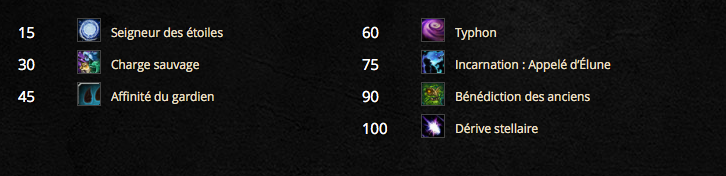 15 Seigneur des étoiles
30 Charge sauvage
45 Affinité du gardien
60 Typhon
75 Incarnation : Appelé d’Élune
90 Bénédiction des anciens
100 Dérive stellaire